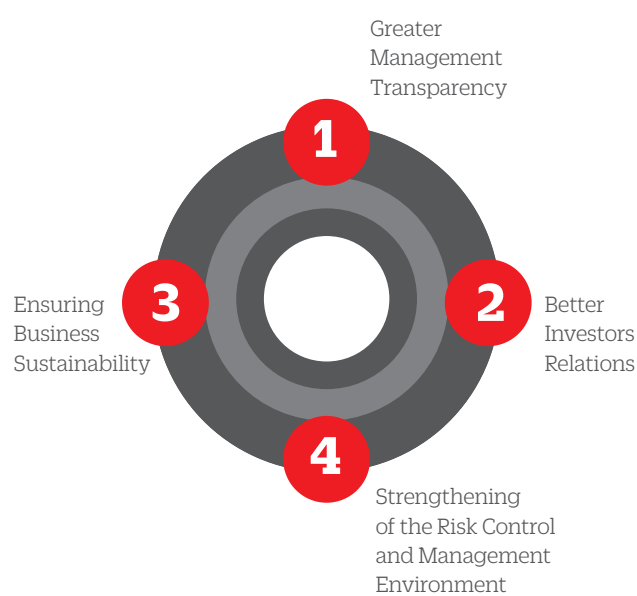 1
Greater
Management
Transparency
2
Better
Investors
Relations
3
Ensuring
Business
Sustainability
4
Strengthening
of the Risk Control
and Management
Environment